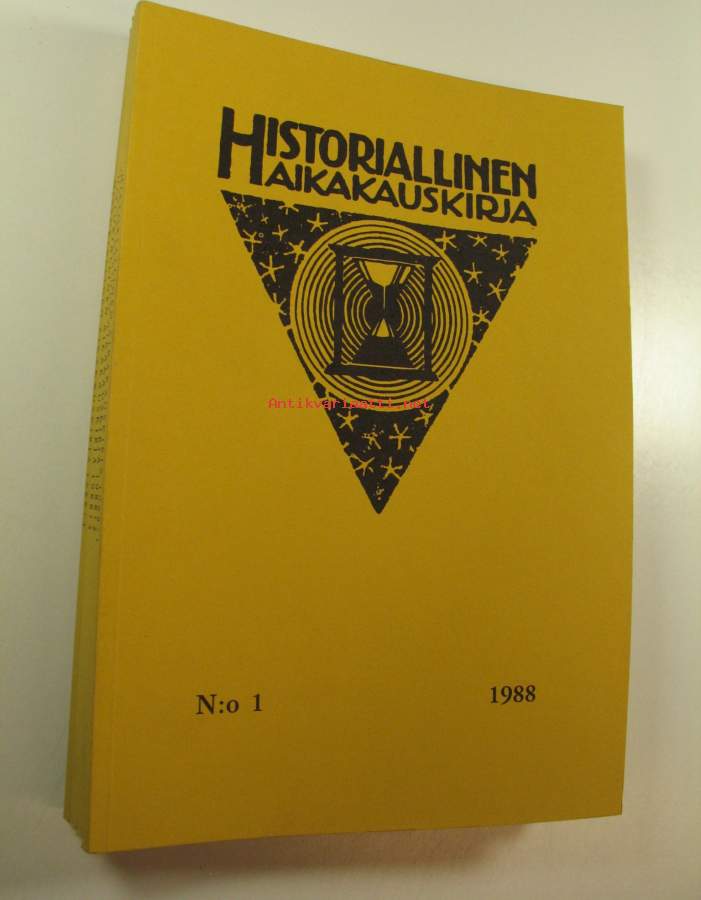 HISTORIALLINEN
AIKAKAUSKIRJA
Antikvariaatti.net
N:o 1 1988